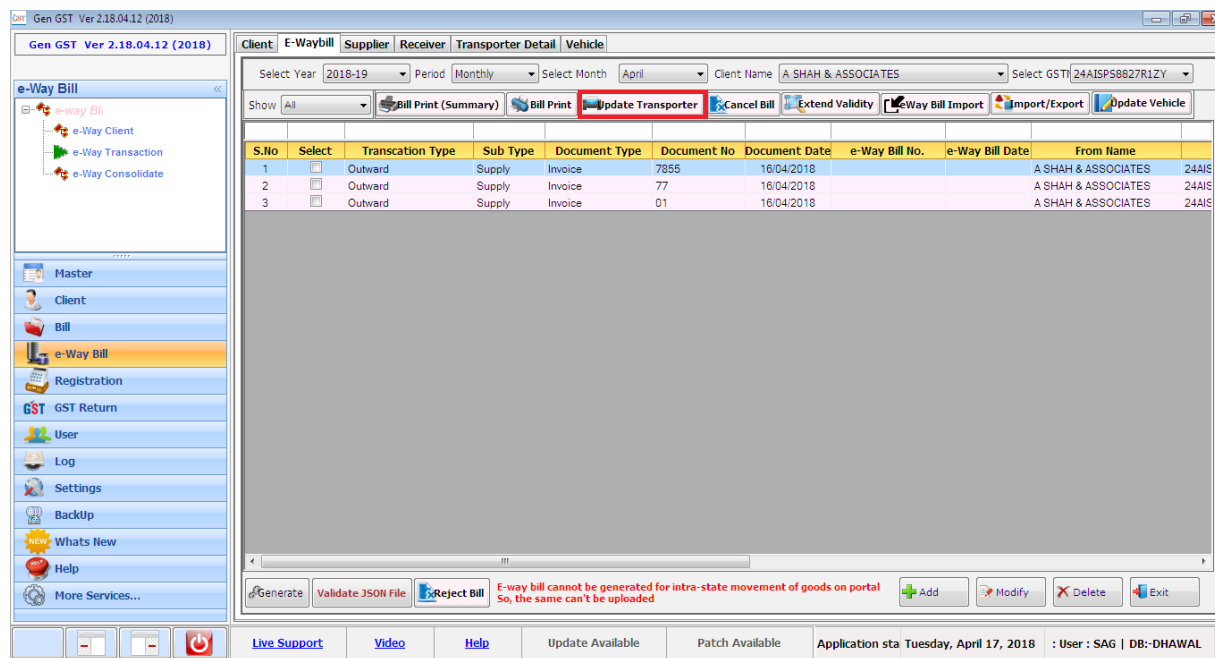 GST Gen GST Ver 2.18.04.12 (2018)
Gen GST Ver 2.18.04.12 (2018)
Client E-Waybill Supplier Receiver Transporter Detail Vehicle
Select Year 2018-19 Period Monthly Select Month April Client Name A SHAH & ASSOCIATES Select GSTI 24AISPS8827R1ZY
Show All Bill Print (Summary) Bill Print Update Transporter Cancel Bill Extend Validity eWay Bill Import Import/Export Update Vehicle
e-Way Bill
e-way Bi
e-Way Client
e-Way Transaction
e-Way Consolidate
S.No Select Transcation Type Sub Type Document Type Document No Document Date e-Way Bill No. e-Way Bill Date From Name
1 Outward Supply Invoice 7855 16/04/2018 A SHAH & ASSOCIATES 24AIS
2 Outward Supply Invoice 77 16/04/2018 A SHAH & ASSOCIATES 24AIS
3 Outward Supply Invoice 01 16/04/2018 A SHAH & ASSOCIATES 24AIS
Master
Client
Bill
e-Way Bill
Registration
GST GST Return
User
Log
Settings
BackUp
NEW Whats New
Help
More Services...
Generate Validate JSON File Reject Bill E-way bill cannot be generated for intra-state movement of goods on portal
So, the same can't be uploaded
Add Modify Delete Exit
Live Support Video Help Update Available Patch Available Application sta Tuesday, April 17, 2018 : User : SAG | DB:-DHAWAL